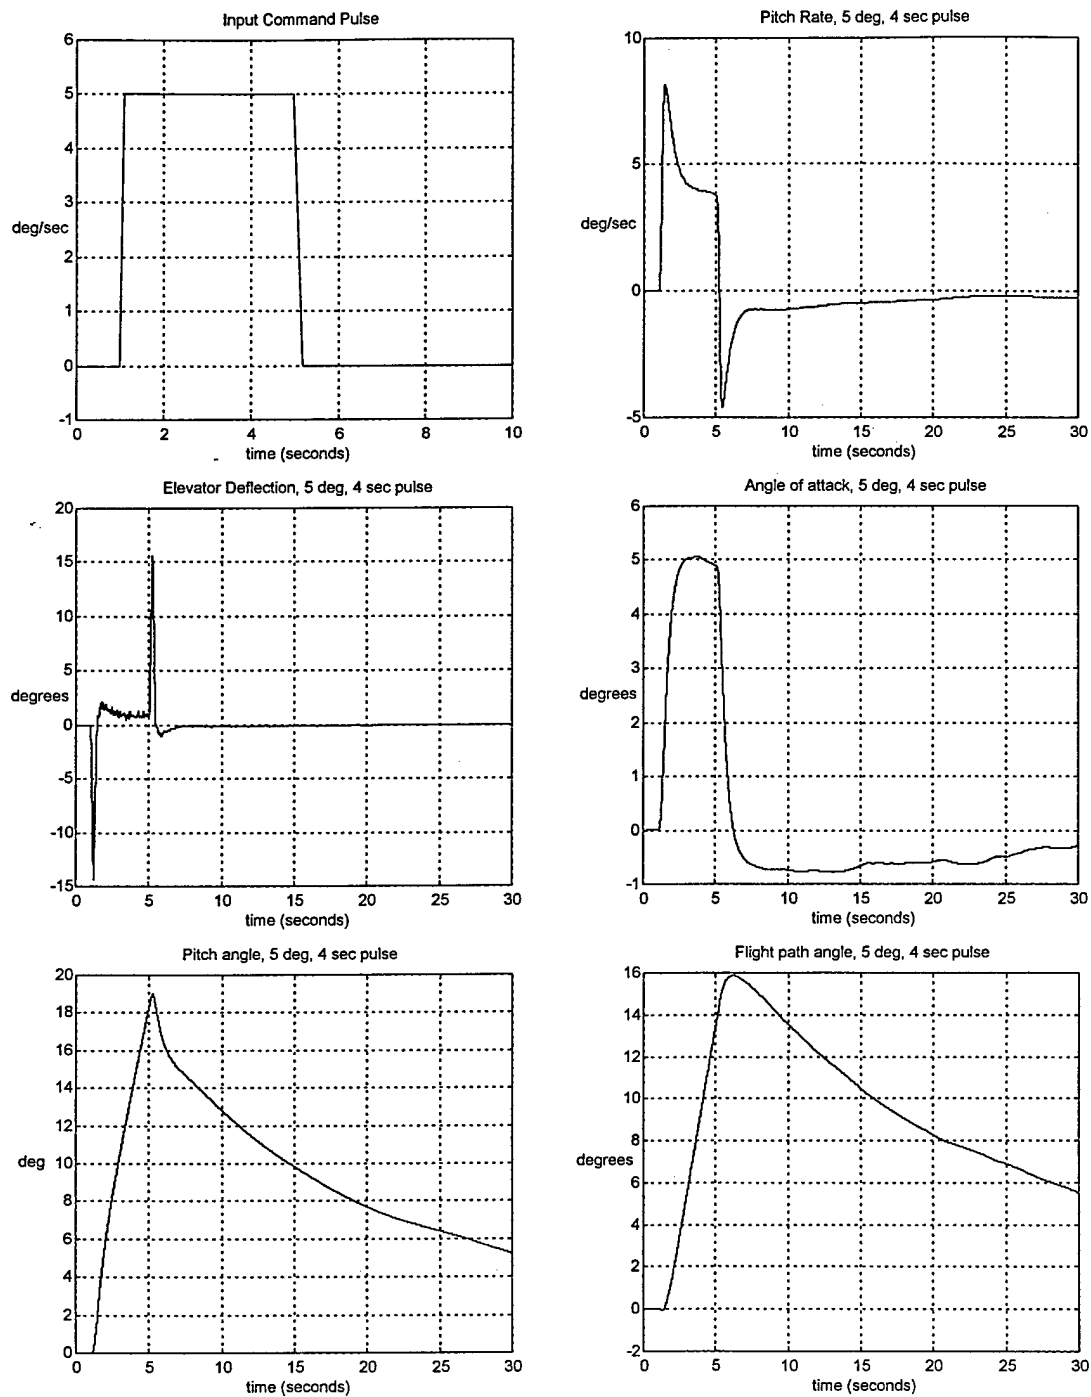 Input Command Pulse
6
5
4
3
deg/sec
2
1
0
-1
0 2 4 6 8 10
time (seconds)
Pitch Rate, 5 deg, 4 sec pulse
10
5
deg/sec
0
-5
0 5 10 15 20 25 30
time (seconds)
Elevator Deflection, 5 deg, 4 sec pulse
20
15
10
5
degrees
0
-5
-10
-15
0 5 10 15 20 25 30
time (seconds)
Angle of attack, 5 deg, 4 sec pulse
6
5
4
3
degrees
2
1
0
-1
0 5 10 15 20 25 30
time (seconds)
Pitch angle, 5 deg, 4 sec pulse
20
18
16
14
12
deg 10
8
6
4
2
0
0 5 10 15 20 25 30
time (seconds)
Flight path angle, 5 deg, 4 sec pulse
16
14
12
10
8
degrees
6
4
2
0
-2
0 5 10 15 20 25 30
time (seconds)